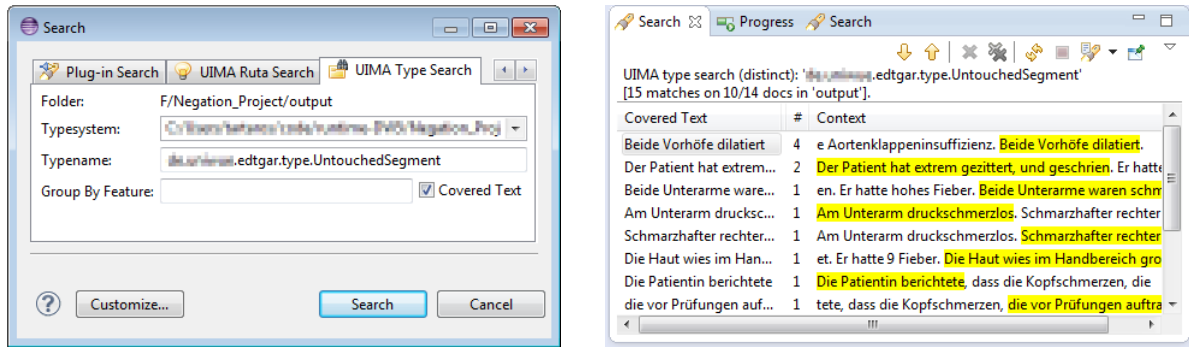 Search
Plug-in Search
UIMA Ruta Search
UIMA Type Search
Folder:
F/Negation_Project/output
Typesystem:
Typename:
.edtgar.type.UntouchedSegment
Group By Feature:
Covered Text
?
Customize...
Search
Cancel
Search
Progress
Search
UIMA type search (distinct): '.edtgar.type.UntouchedSegment'
[15 matches on 10/14 docs in 'output'].
Covered Text # Context
Beide Vorhöfe dilatiert 4 e Aortenklappeninsuffizienz. Beide Vorhöfe dilatiert.
Der Patient hat extrem... 2 Der Patient hat extrem gezittert, und geschrien. Er hatte
Beide Unterarme ware... 1 en. Er hatte hohes Fieber. Beide Unterarme waren schm
Am Unterarm drucksc... 1 Am Unterarm druckschmerzlos. Schmarzhafter rechter
Schmarzhafter rechter... 1 Am Unterarm druckschmerzlos. Schmarzhafter rechter
Die Haut wies im Han... 1 et. Er hatte 9 Fieber. Die Haut wies im Handbereich gro
Die Patientin berichtete 1 Die Patientin berichtete, dass die Kopfschmerzen, die
die vor Prüfungen auf... 1 tete, dass die Kopfschmerzen, die vor Prüfungen auftra